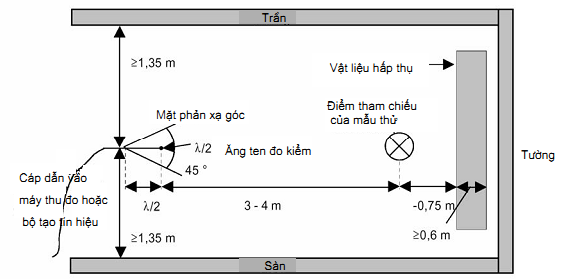 Trần
≥1,35 m
Vật liệu hấp thụ
Mặt phản xạ góc
Điểm tham chiếu
của mẫu thử
λ/2
Ăng ten đo kiểm
Tường
45 °
Cáp dẫn vào
máy thu đo hoặc
bộ tạo tín hiệu
λ/2
3 - 4 m
-0,75 m
≥1,35 m
≥0,6 m
Sàn